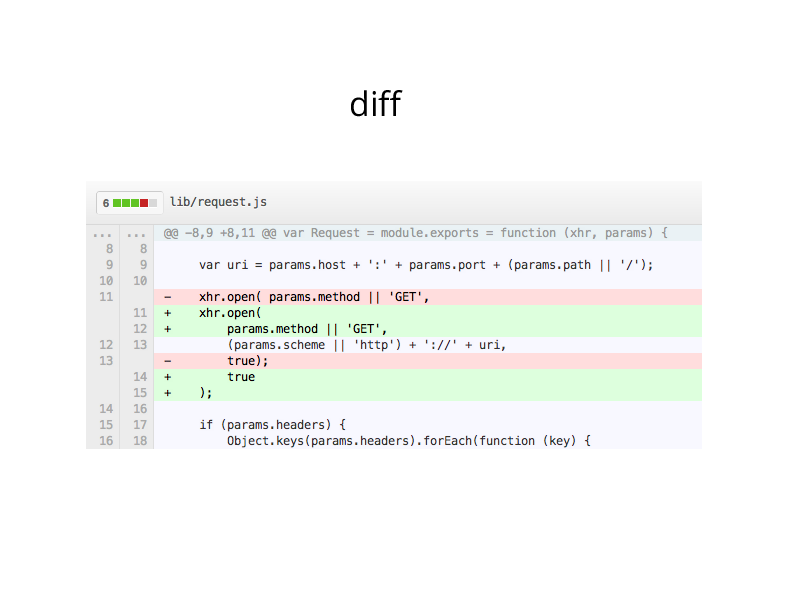 diff
6 lib/request.js
... ... @@ −8,9 +8,11 @@ var Request = module.exports = function (xhr, params) {
8 8
9 9 var uri = params.host + ':' + params.port + (params.path || '/');
10 10
11 − xhr.open( params.method || 'GET',
11 + xhr.open(
12 + params.method || 'GET',
12 13 (params.scheme || 'http') + '://' + uri,
13 − true);
14 + true
15 + );
14 16
15 17 if (params.headers) {
16 18 Object.keys(params.headers).forEach(function (key) {